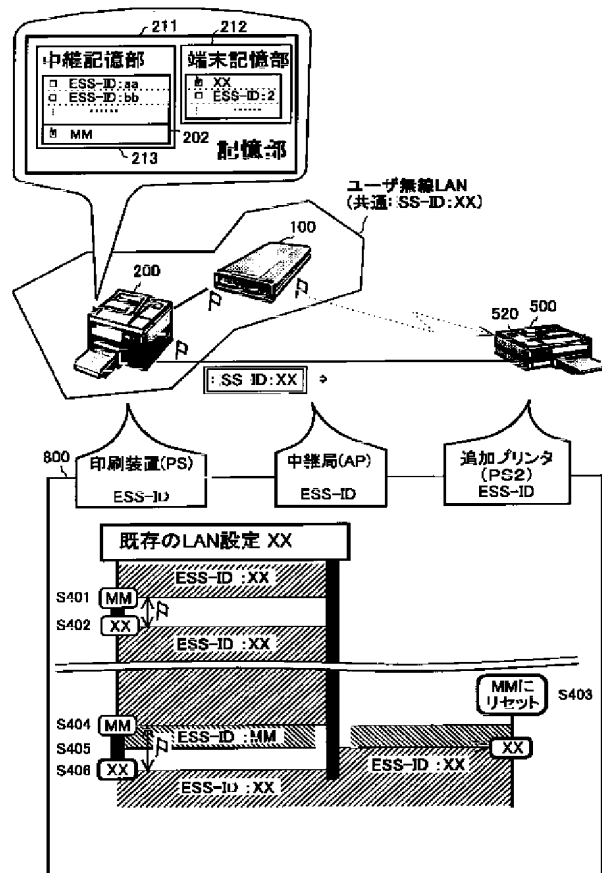 211
212
中継記憶部
ESS-ID:aa
ESS-ID:bb
……
MM
端末記憶部
XX
ESS-ID:2
……
202
213
記憶部
ユーザ無線LAN
(共通:SS-ID:XX)
100
200
520
500
:SS-ID:XX
800
印刷装置(PS)
ESS-ID
中継局(AP)
ESS-ID
追加プリンタ
(PS2)
ESS-ID
既存のLAN設定 XX
ESS-ID:XX
S401
MM
S402
XX
ESS-ID:XX
MMに
リセット
S403
S404
MM
ESS-ID:MM
S405
XX
S406
XX
ESS-ID:XX
ESS-ID:XX